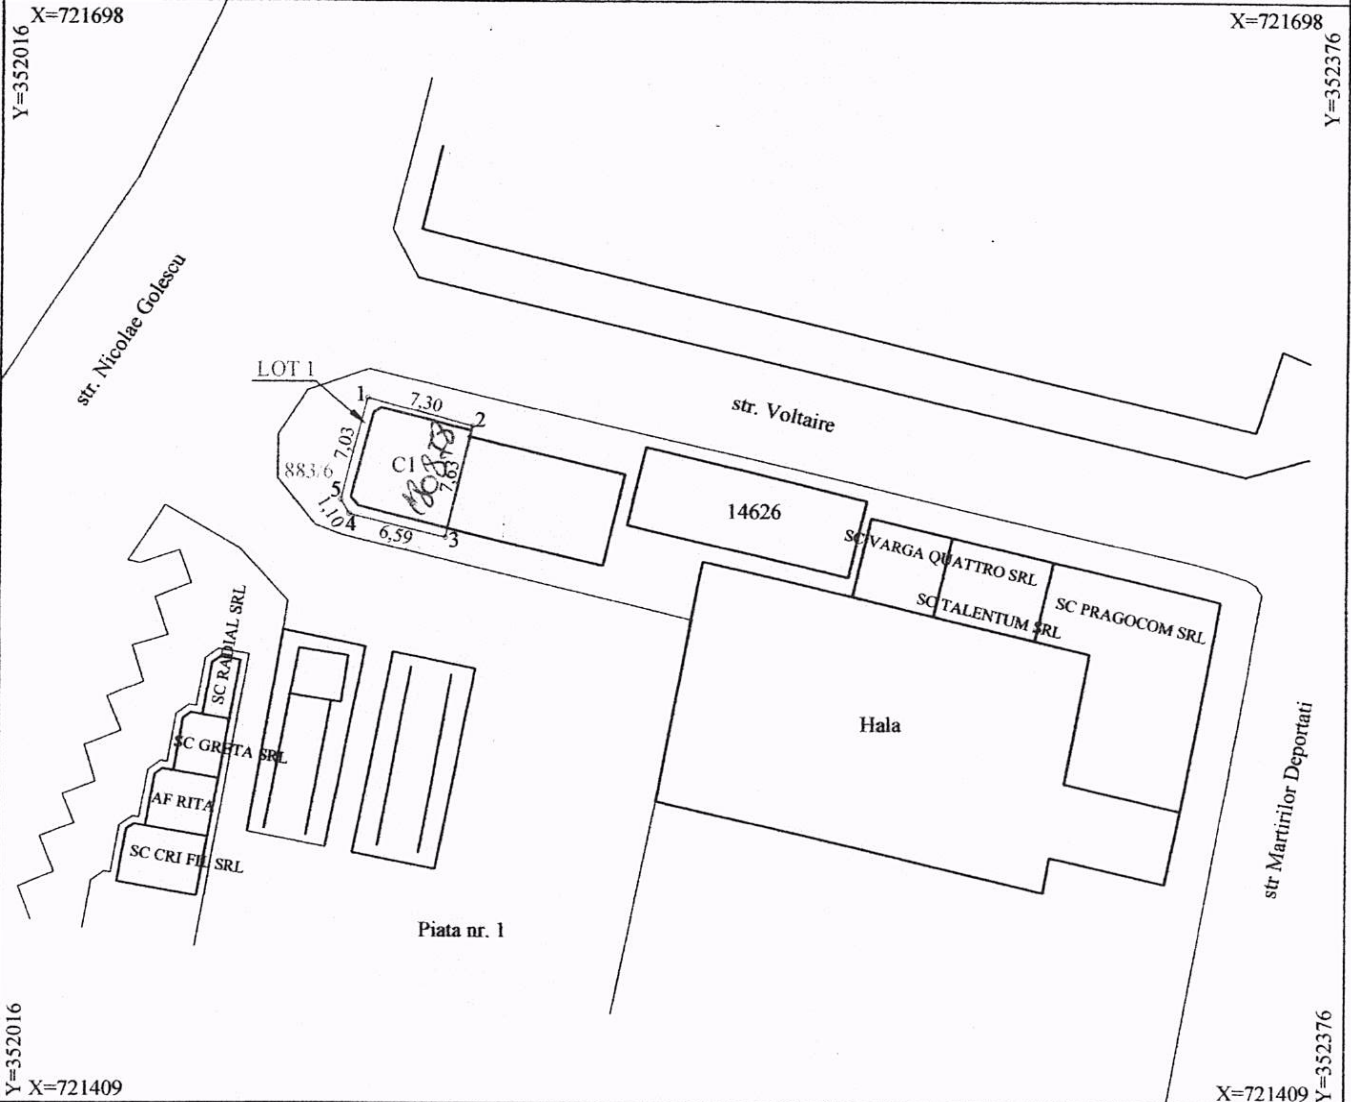 X=721698
Y=352016
X=721698
Y=352376
str. Nicolae Golescu
LOT 1
1
7,30
2
str. Voltaire
7,03
C1
7,63
883/6
5
1,10
4
6,59
3
14626
SC VARGA QUATTRO SRL
SC TALENTUM SRL
SC PRAGOCOM SRL
SC RADIAL SRL
SC GRETA SRL
AF RITA
SC CRI FIL SRL
Hala
str Martirilor Deportati
Piata nr. 1
Y=352016
X=721409
X=721409
Y=352376